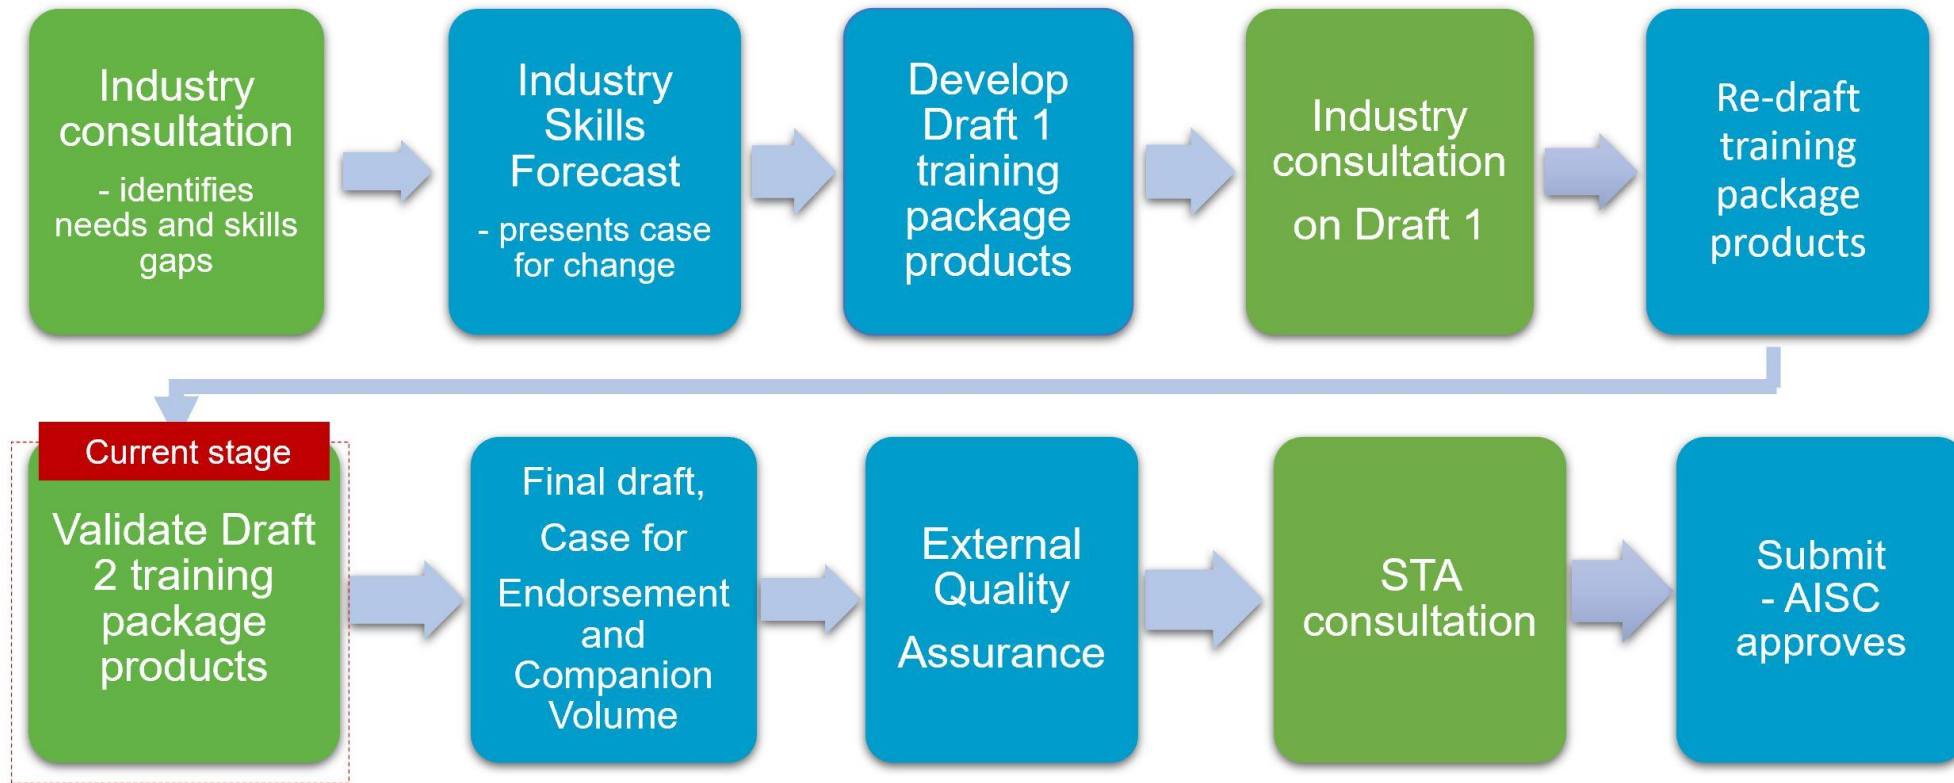 Industry
consultation
- identifies
needs and skills
gaps
Industry
Skills
Forecast
- presents case
for change
Develop
Draft 1
training
package
products
Industry
consultation
on Draft 1
Re-draft
training
package
products
Current stage
Validate Draft
2 training
package
products
Final draft,
Case for
Endorsement
and
Companion
Volume
External
Quality
Assurance
STA
consultation
Submit
- AISC
approves